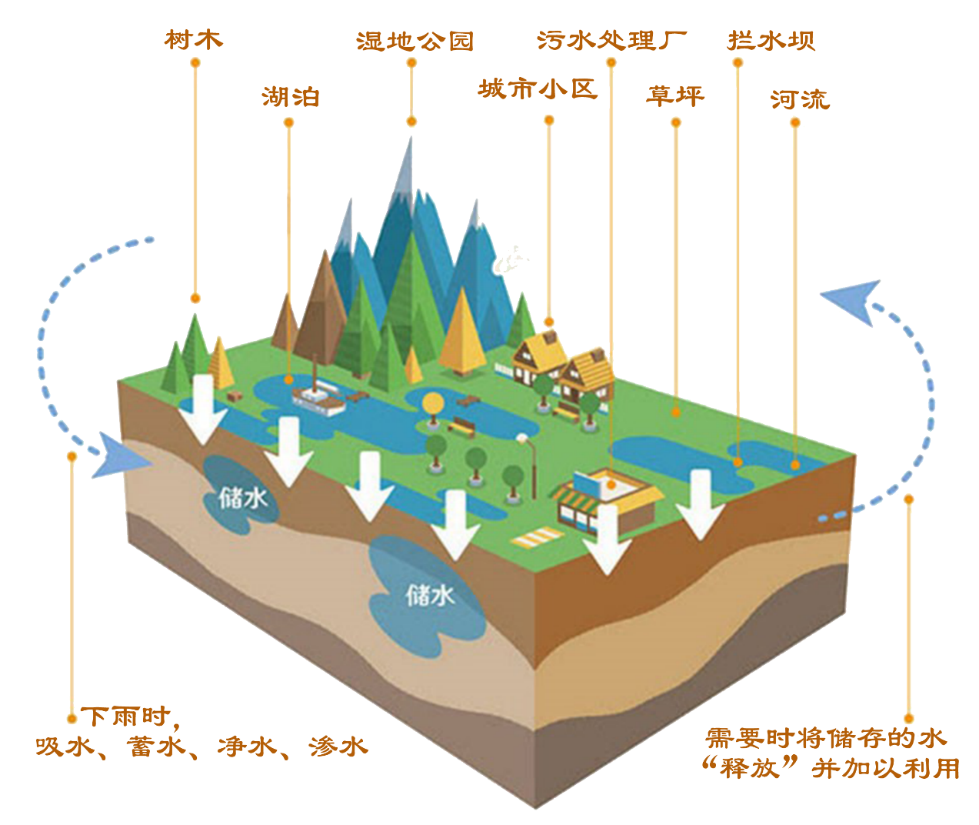 树木
湿地公园
污水处理厂
拦水坝
湖泊
城市小区
草坪
河流
储水
储水
下雨时，
吸水、蓄水、净水、渗水
需要时将储存的水
“释放”并加以利用